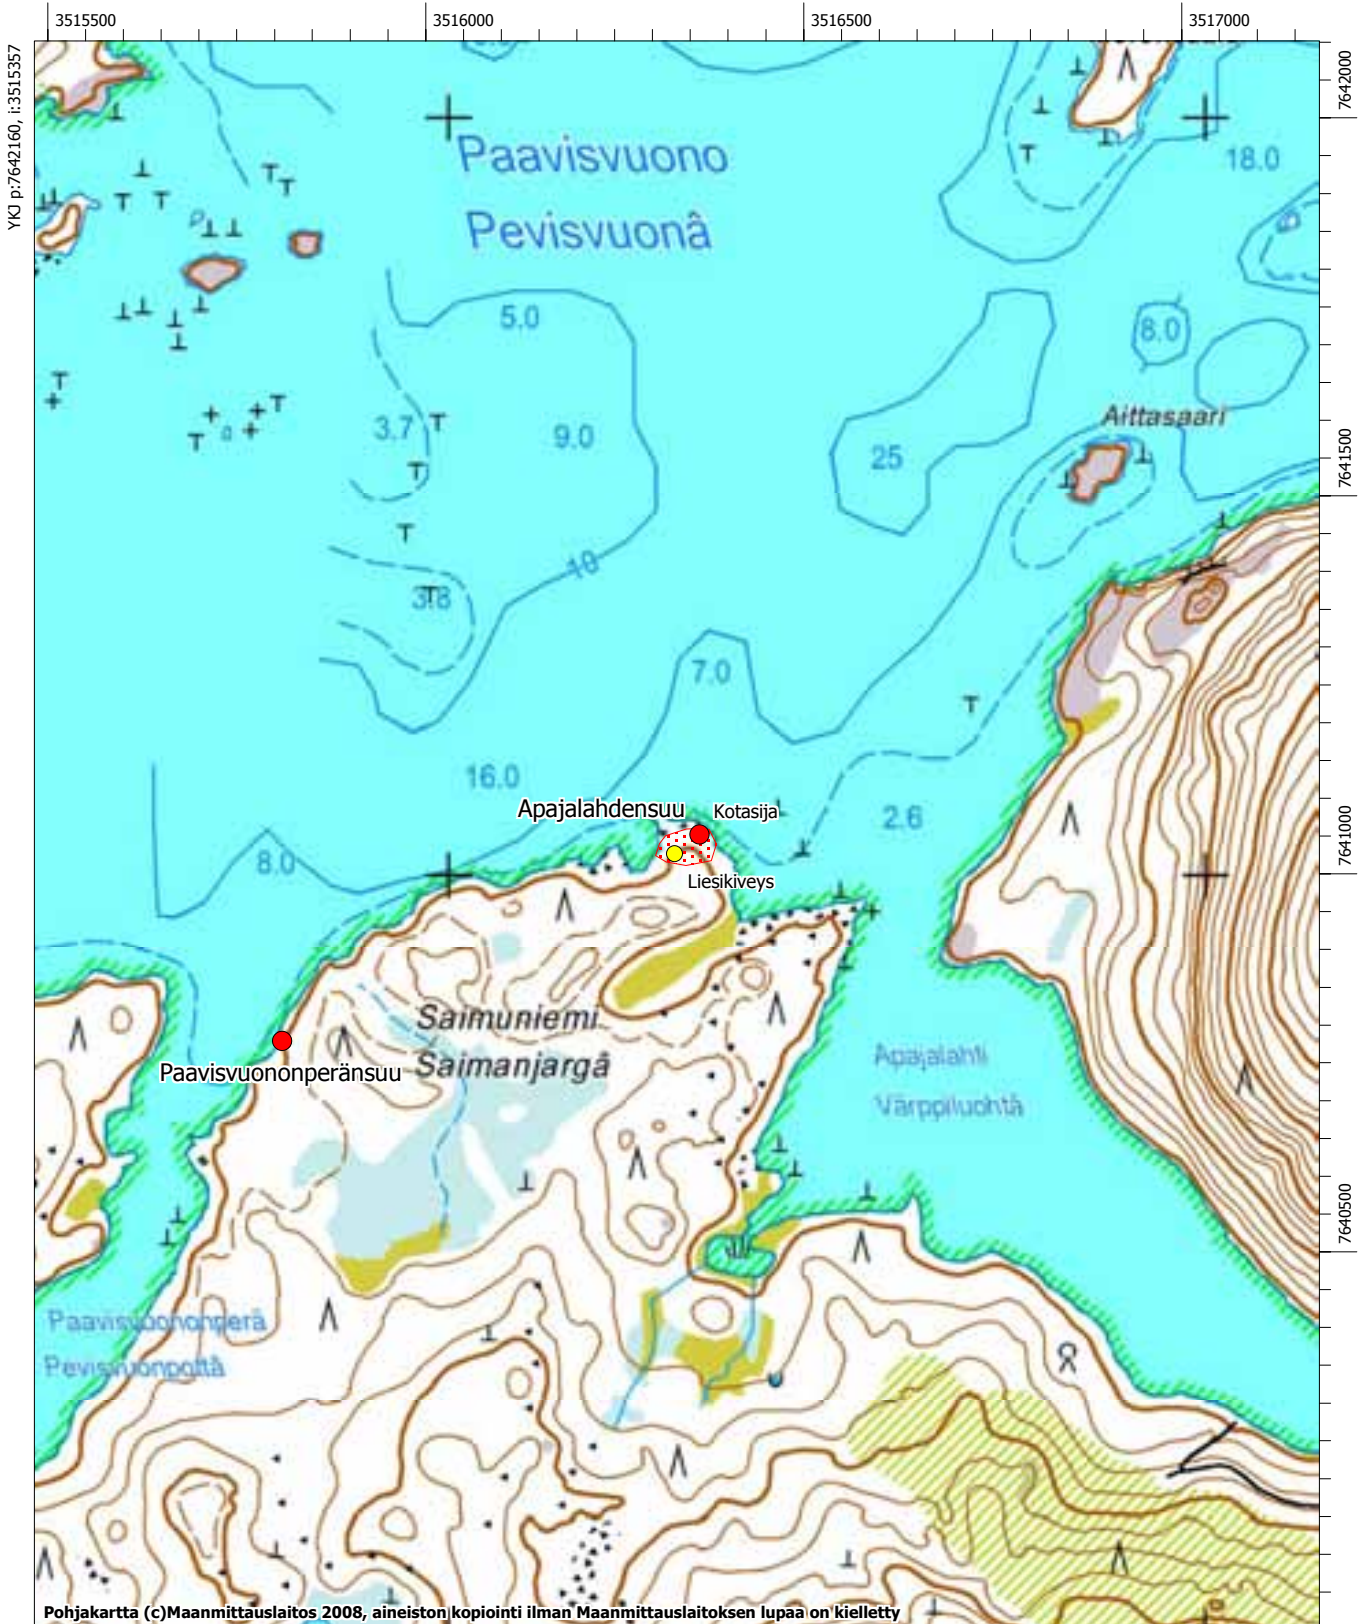 3515500
3516000
3516500
3517000
YKJ p:7642160, i:3515357
7642000
Paavisvuono
Pevisvuonâ
18.0
5.0
8.0
3.7
9.0
Aittasaari
25
7641500
10
3.8
7.0
16.0
Apajalahdensuu
Kotasija
2.6
7641000
8.0
Liesikiveys
Saimuniemi
Saimanjargâ
Apajalahti
Värppiluohtâ
Paavisvuononperänsuu
7640500
Paavisvuononperä
Pevisvuonpottâ
Pohjakartta (c)Maanmittauslaitos 2008, aineiston kopiointi ilman Maanmittauslaitoksen lupaa on kielletty